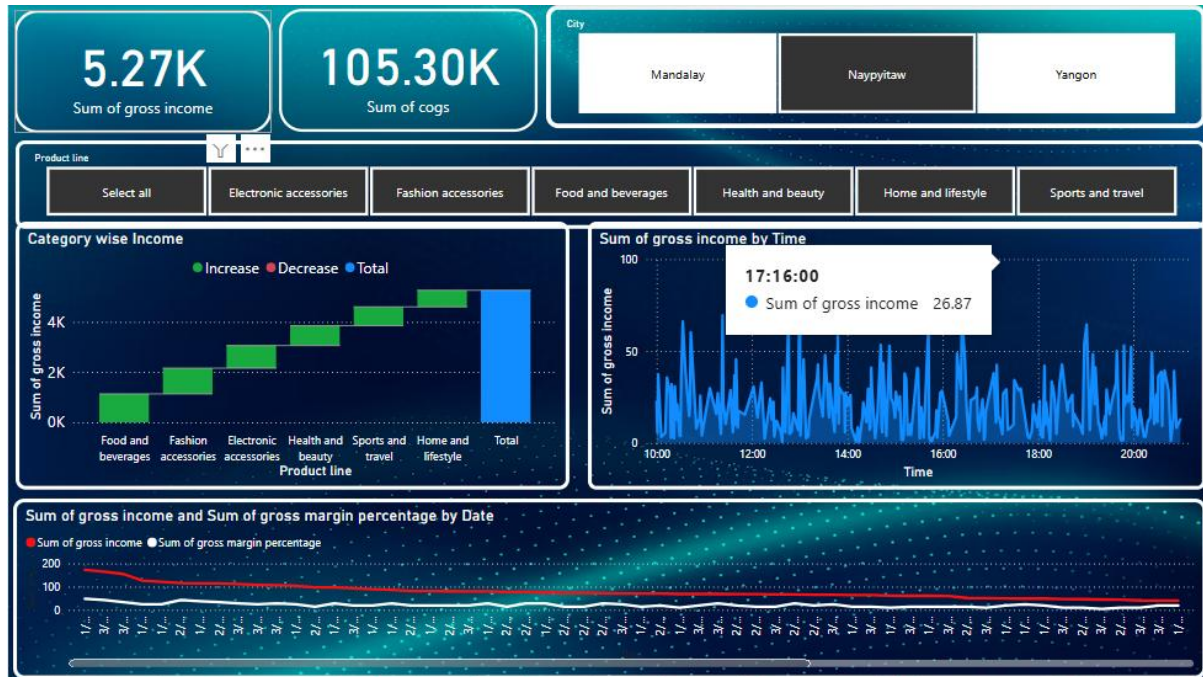 5.27K
Sum of gross income
105.30K
Sum of cogs
City
Mandalay
Naypyitaw
Yangon
Product line
Select all
Electronic accessories
Fashion accessories
Food and beverages
Health and beauty
Home and lifestyle
Sports and travel
Category wise Income
Increase Decrease Total
Sum of gross income
4K
2K
0K
Food and beverages
Fashion accessories
Electronic accessories
Health and beauty
Sports and travel
Home and lifestyle
Total
Product line
Sum of gross income by Time
17:16:00
Sum of gross income 26.87
Sum of gross income
100
50
0
10:00 12:00 14:00 16:00 18:00 20:00
Time
Sum of gross income and Sum of gross margin percentage by Date
Sum of gross income Sum of gross margin percentage
200
100
0